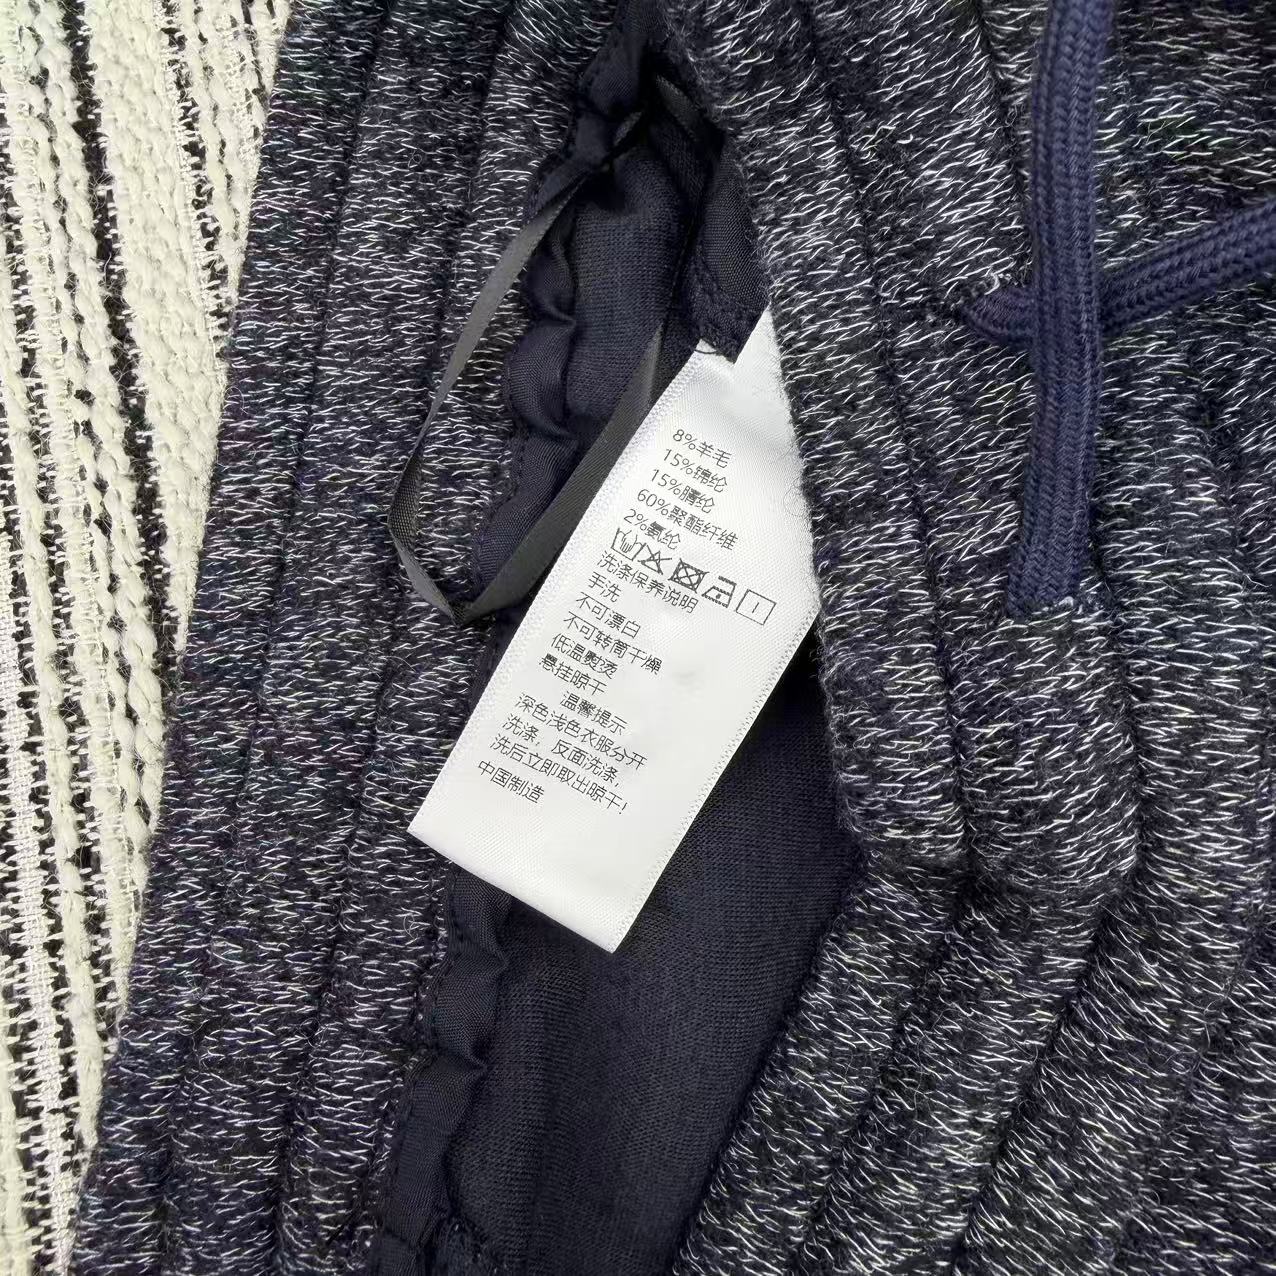 8%羊毛
15%锦纶
15%腈纶
60%聚酯纤维
2%氨纶
洗涤保养说明
手洗
不可漂白
不可转筒干燥
低温熨烫
悬挂晾干
温馨提示
深色浅色衣服分开
洗涤，反面洗涤，
洗后立即取出晾干!
中国制造